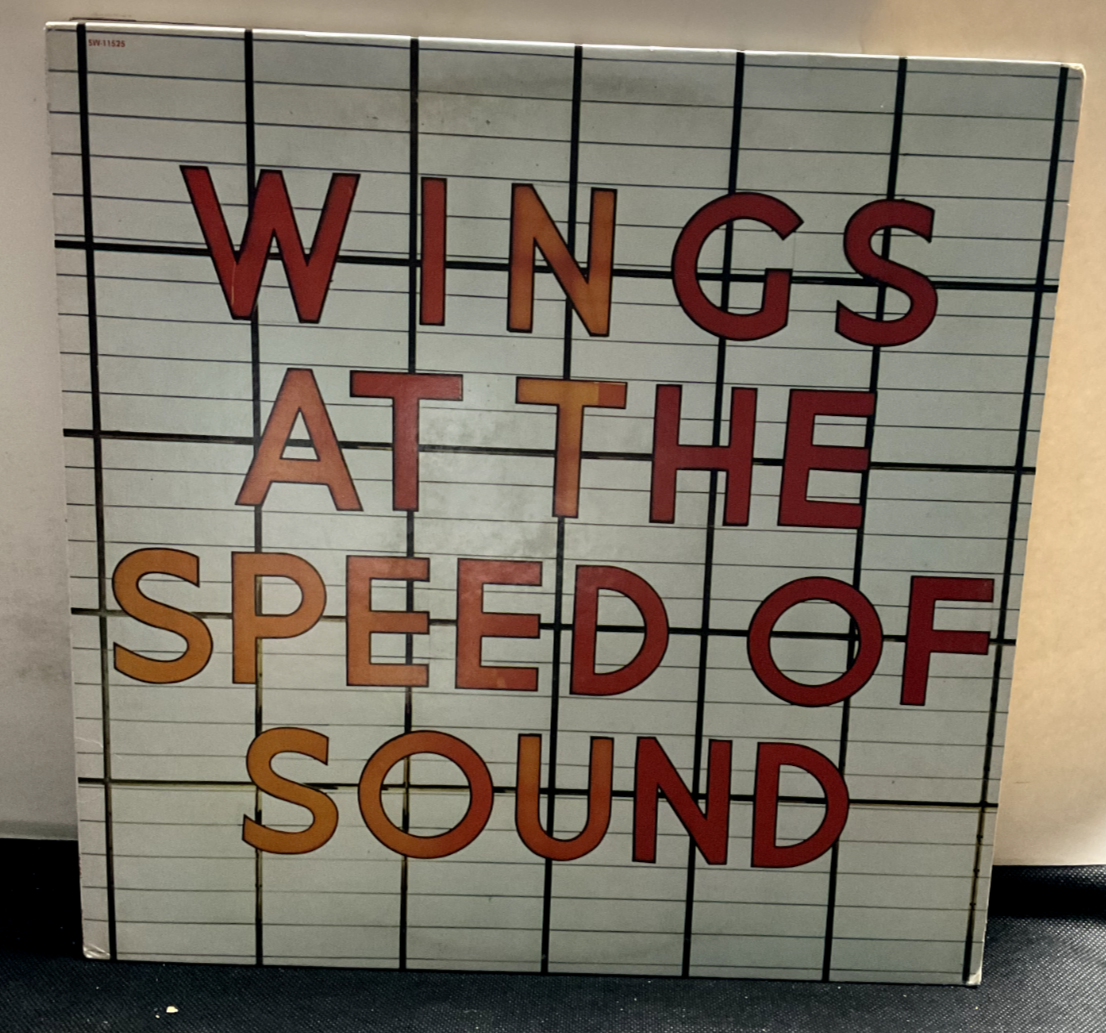 SW-11525
WINGS
AT THE
SPEED OF
SOUND